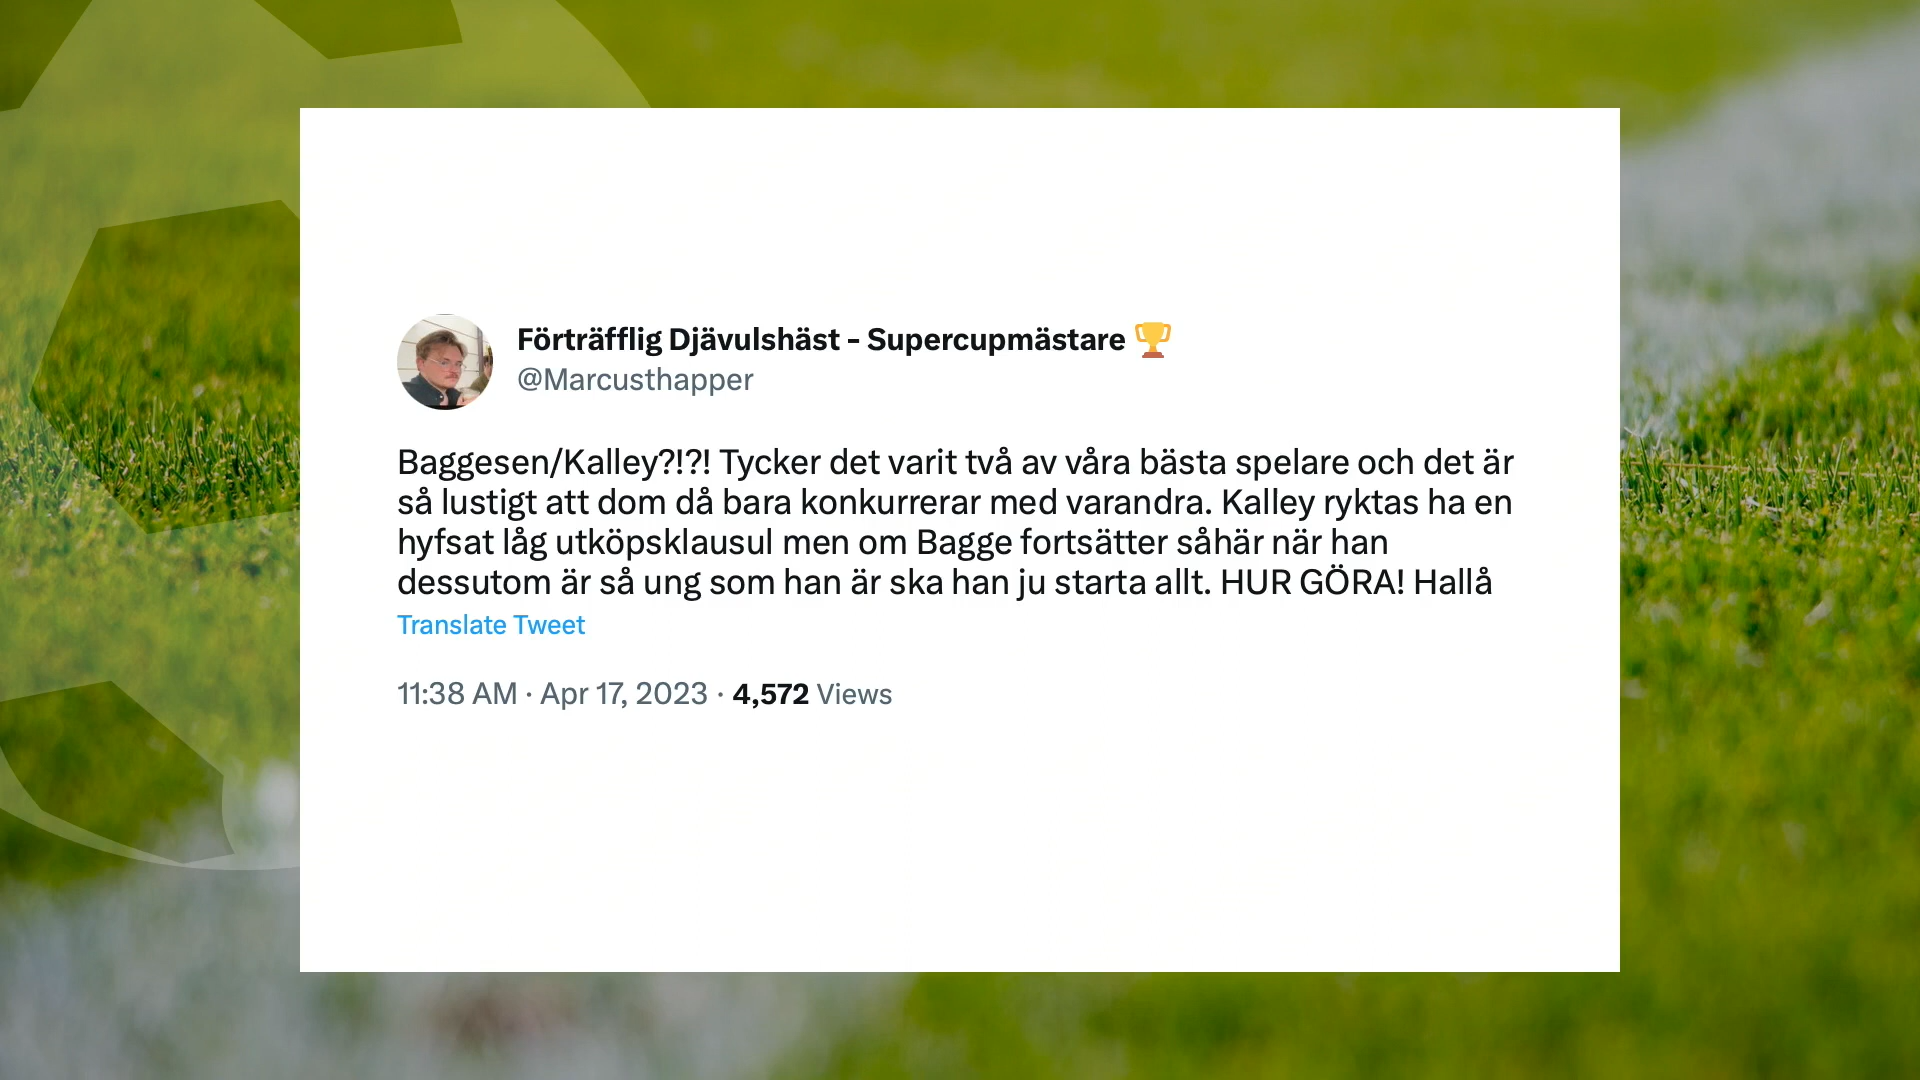 Förträfflig Djävulshäst - Supercupmästare 🏆
@Marcusthapper
Baggesen/Kalley?!?! Tycker det varit två av våra bästa spelare och det är
så lustigt att dom då bara konkurrerar med varandra. Kalley ryktas ha en
hyfsat låg utköpsklausul men om Bagge fortsätter såhär när han
dessutom är så ung som han är ska han ju starta allt. HUR GÖRA! Hallå
Translate Tweet
11:38 AM · Apr 17, 2023 · 4,572 Views